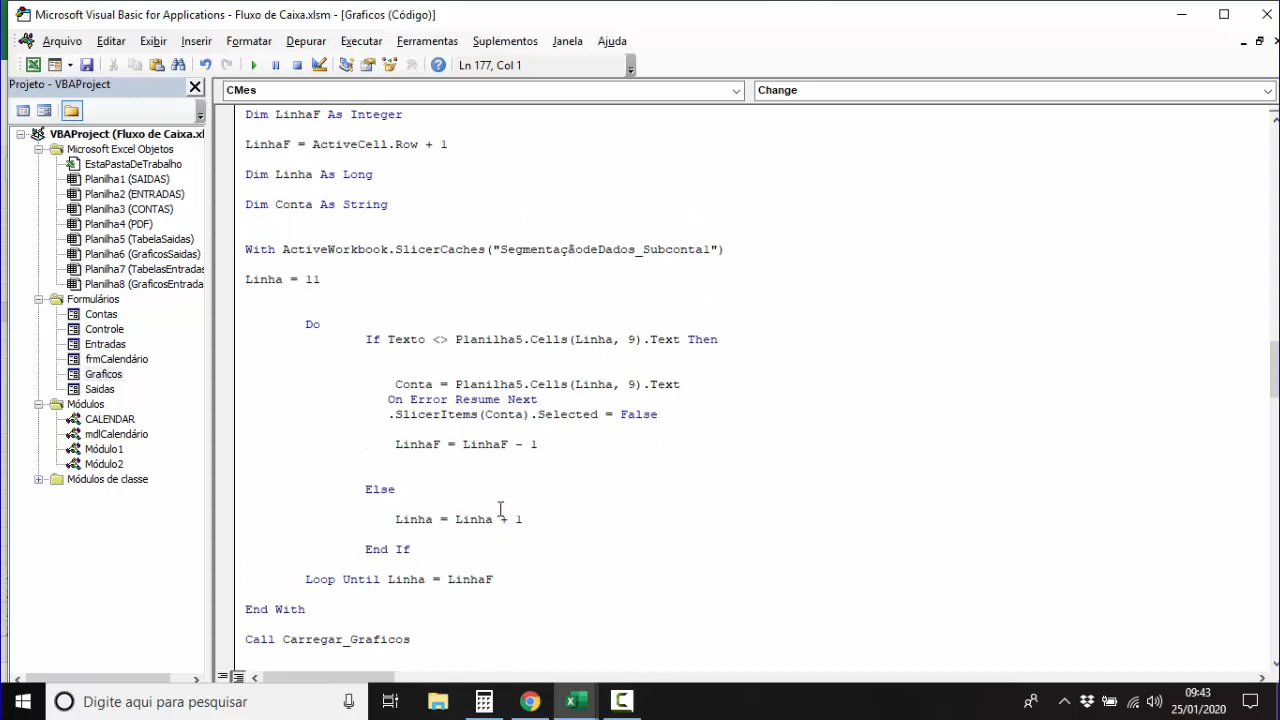 Microsoft Visual Basic for Applications - Fluxo de Caixa.xlsm - [Graficos (Código)]
Arquivo Editar Exibir Inserir Formatar Depurar Executar Ferramentas Suplementos Janela Ajuda
Ln 177, Col 1
Projeto - VBAProject
CMes
Change
VBAProject (Fluxo de Caixa.xl
Microsoft Excel Objetos
EstaPastaDeTrabalho
Planilha1 (SAIDAS)
Planilha2 (ENTRADAS)
Planilha3 (CONTAS)
Planilha4 (PDF)
Planilha5 (TabelaSaidas)
Planilha6 (GraficosSaidas)
Planilha7 (TabelasEntradas
Planilha8 (GraficosEntrada
Formulários
Contas
Controle
Entradas
frmCalendário
Graficos
Saidas
Módulos
CALENDAR
mdlCalendário
Módulo1
Módulo2
Módulos de classe
Dim LinhaF As Integer
LinhaF = ActiveCell.Row + 1
Dim Linha As Long
Dim Conta As String
With ActiveWorkbook.SlicerCaches("SegmentaçãodeDados_Subconta1")
Linha = 11
Do
If Texto <> Planilha5.Cells(Linha, 9).Text Then
Conta = Planilha5.Cells(Linha, 9).Text
On Error Resume Next
.SlicerItems(Conta).Selected = False
LinhaF = LinhaF - 1
Else
Linha = Linha + 1
End If
Loop Until Linha = LinhaF
End With
Call Carregar_Graficos
Digite aqui para pesquisar
09:43
25/01/2020